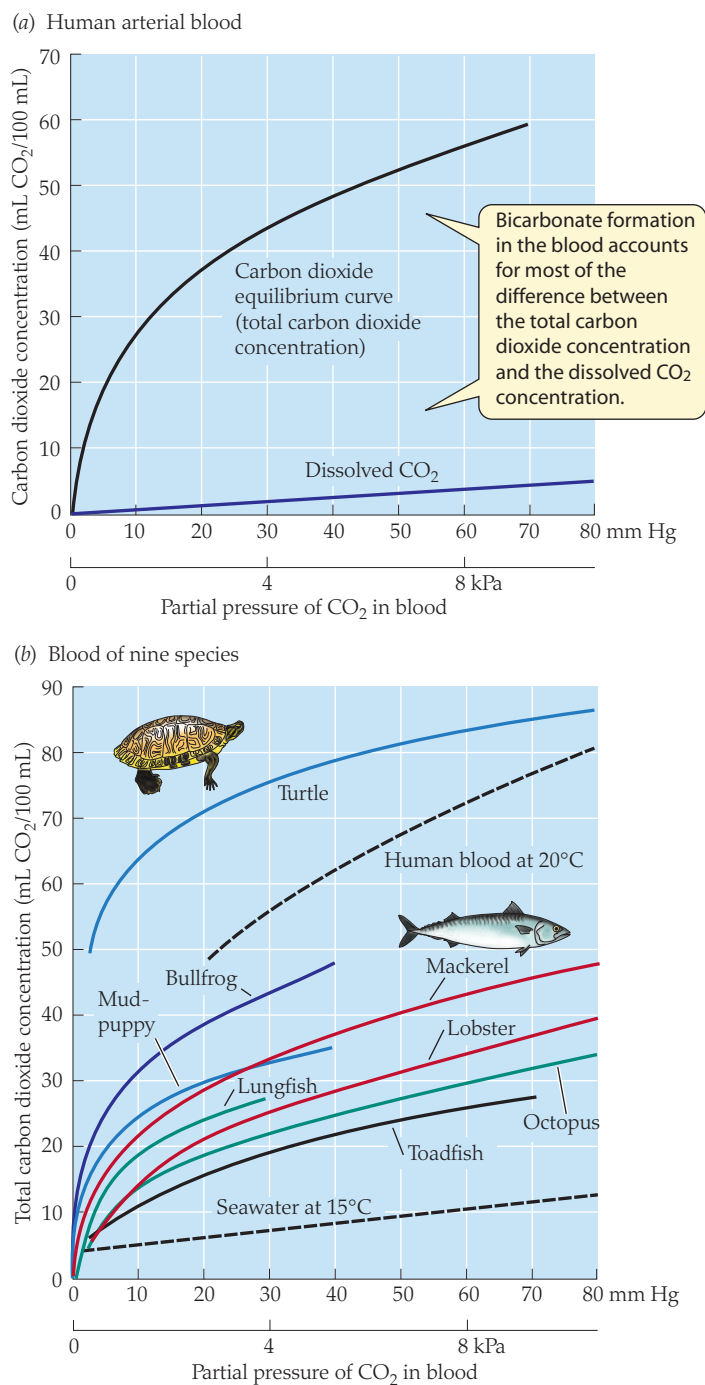 (a) Human arterial blood
Carbon dioxide concentration (mL CO₂/100 mL)
70
60
50
40
30
20
10
0
Carbon dioxide
equilibrium curve
(total carbon dioxide
concentration)
Bicarbonate formation
in the blood accounts
for most of the
difference between
the total carbon
dioxide concentration
and the dissolved CO₂
concentration.
Dissolved CO₂
0 10 20 30 40 50 60 70 80 mm Hg
0 4 8 kPa
Partial pressure of CO₂ in blood
(b) Blood of nine species
Total carbon dioxide concentration (mL CO₂/100 mL)
90
80
70
60
50
40
30
20
10
0
Turtle
Human blood at 20°C
Bullfrog
Mackerel
Mud-
puppy
Lobster
Lungfish
Octopus
Toadfish
Seawater at 15°C
0 10 20 30 40 50 60 70 80 mm Hg
0 4 8 kPa
Partial pressure of CO₂ in blood